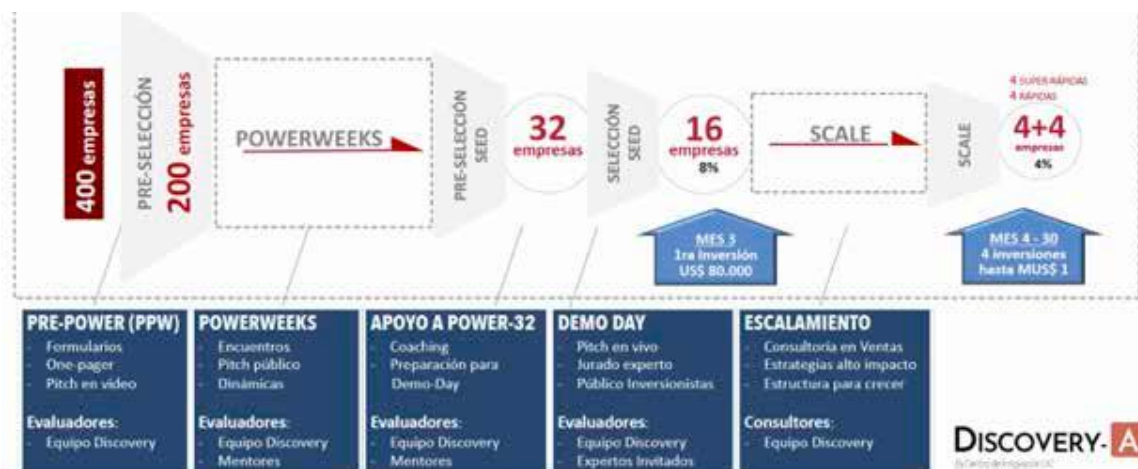 400 empresas
PRE-SELECCIÓN
200 empresas
POWERWEEKS
PRE-SELECCIÓN
SEED
32
empresas
SELECCIÓN
SEED
16
empresas
8%
SCALE
SCALE
4 SUPER RÁPIDAS
4 RÁPIDAS
4+4
empresas
4%
MES 3
1ra Inversión
US$ 80.000
MES 4 - 30
4 inversiones
hasta MUS$ 1
PRE-POWER (PPW)
- Formularios
- One-pager
- Pitch en video
Evaluadores:
- Equipo Discovery
POWERWEEKS
- Encuentros
- Pitch público
- Dinámicas
Evaluadores:
- Equipo Discovery
- Mentores
APOYO A POWER-32
- Coaching
- Preparación para
Demo-Day
Evaluadores:
- Equipo Discovery
- Mentores
DEMO DAY
- Pitch en vivo
- Jurado experto
- Público Inversionistas
Evaluadores:
- Equipo Discovery
- Expertos Invitados
ESCALAMIENTO
- Consultoría en Ventas
- Estrategias alto impacto
- Estructura para crecer
Consultores:
- Equipo Discovery
DISCOVERY-A